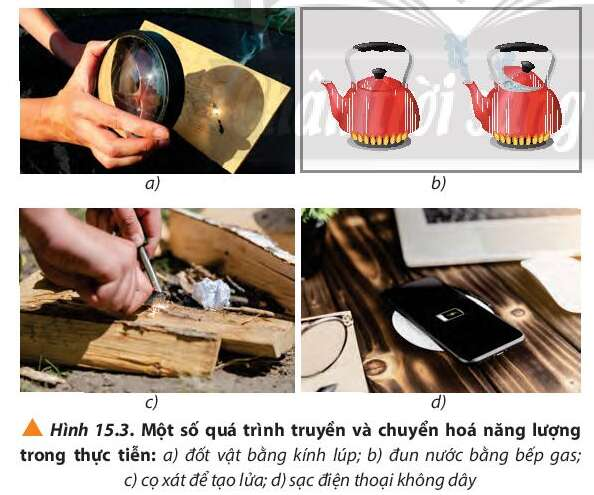 a)
b)
c)
d)
Hình 15.3. Một số quá trình truyền và chuyển hoá năng lượng
trong thực tiễn: a) đốt vật bằng kính lúp; b) đun nước bằng bếp gas;
c) cọ xát để tạo lửa; d) sạc điện thoại không dây